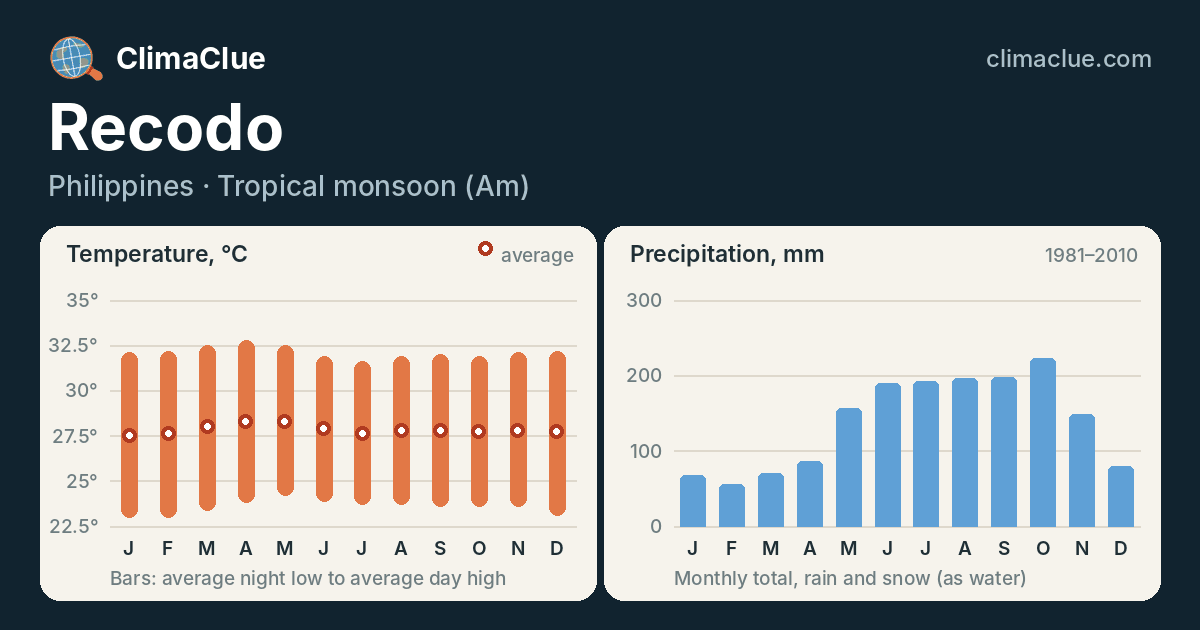 ClimaClue
climaclue.com
Recodo
Philippines · Tropical monsoon (Am)
Temperature, °C
average
35°
32.5°
30°
27.5°
25°
22.5°
J F M A M J J A S O N D
Bars: average night low to average day high
Precipitation, mm
1981–2010
300
200
100
0
J F M A M J J A S O N D
Monthly total, rain and snow (as water)